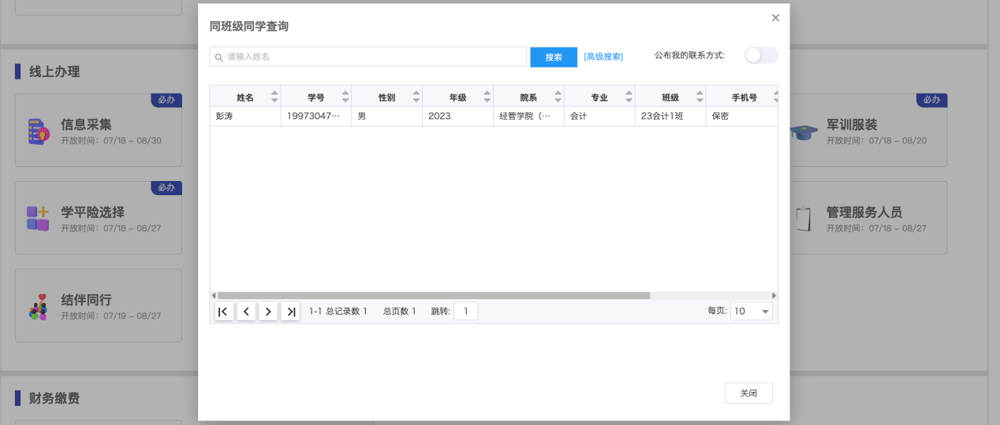 同班级同学查询
请输入姓名
搜索
[高级搜索]
公布我的联系方式:
姓名 学号 性别 年级 院系 专业 班级 手机号
彭涛 19973047··· 男 2023 经管学院（··· 会计 23会计1班 保密
1-1 总记录数 1 总页数 1 跳转: 1
每页: 10
关闭
线上办理
必办
信息采集
开放时间：07/18 - 08/30
必办
军训服装
开放时间：07/18 - 08/20
必办
学平险选择
开放时间：07/18 - 08/27
管理服务人员
开放时间：07/18 - 08/27
结伴同行
开放时间：07/19 - 08/27
财务缴费